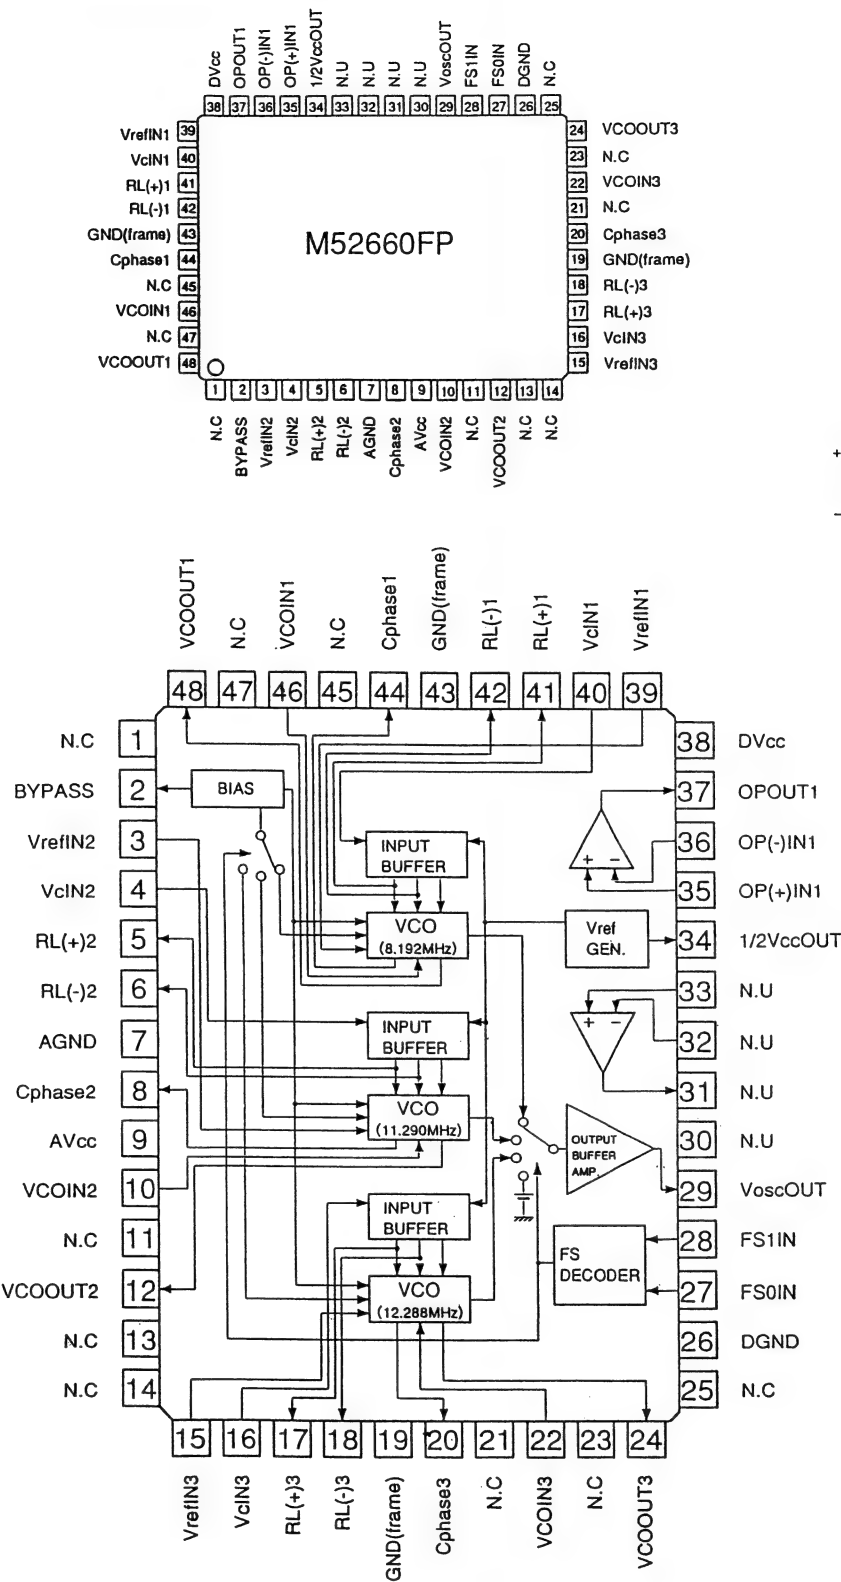 DVcc
OPOUT1
OP(-)IN1
OP(+)IN1
1/2VccOUT
N.U
N.U
N.U
N.U
VoscOUT
FS1IN
FS0IN
DGND
N.C
38 37 36 35 34 33 32 31 30 29 28 27 26 25
VrefIN1 39
VcIN1 40
RL(+)1 41
RL(-)1 42
GND(frame) 43
Cphase1 44
N.C 45
VCOIN1 46
N.C 47
VCOOUT1 48
M52660FP
24 VCOOUT3
23 N.C
22 VCOIN3
21 N.C
20 Cphase3
19 GND(frame)
18 RL(-)3
17 RL(+)3
16 VcIN3
15 VrefIN3
1 2 3 4 5 6 7 8 9 10 11 12 13 14
N.C
BYPASS
VrefIN2
VcIN2
RL(+)2
RL(-)2
AGND
Cphase2
AVcc
VCOIN2
N.C
VCOOUT2
N.C
N.C
+
−
VCOOUT1
N.C
VCOIN1
N.C
Cphase1
GND(frame)
RL(-)1
RL(+)1
VcIN1
VrefIN1
48 47 46 45 44 43 42 41 40 39
N.C 1
BYPASS 2
VrefIN2 3
VcIN2 4
RL(+)2 5
RL(-)2 6
AGND 7
Cphase2 8
AVcc 9
VCOIN2 10
N.C 11
VCOOUT2 12
N.C 13
N.C 14
BIAS
INPUT
BUFFER
VCO
(8.192MHz)
INPUT
BUFFER
VCO
(11.290MHz)
INPUT
BUFFER
VCO
(12.288MHz)
+ −
Vref
GEN.
+ −
OUTPUT
BUFFER
AMP.
FS
DECODER
38 DVcc
37 OPOUT1
36 OP(-)IN1
35 OP(+)IN1
34 1/2VccOUT
33 N.U
32 N.U
31 N.U
30 N.U
29 VoscOUT
28 FS1IN
27 FS0IN
26 DGND
25 N.C
15 16 17 18 19 20 21 22 23 24
VrefIN3
VcIN3
RL(+)3
RL(-)3
GND(frame)
Cphase3
N.C
VCOIN3
N.C
VCOOUT3